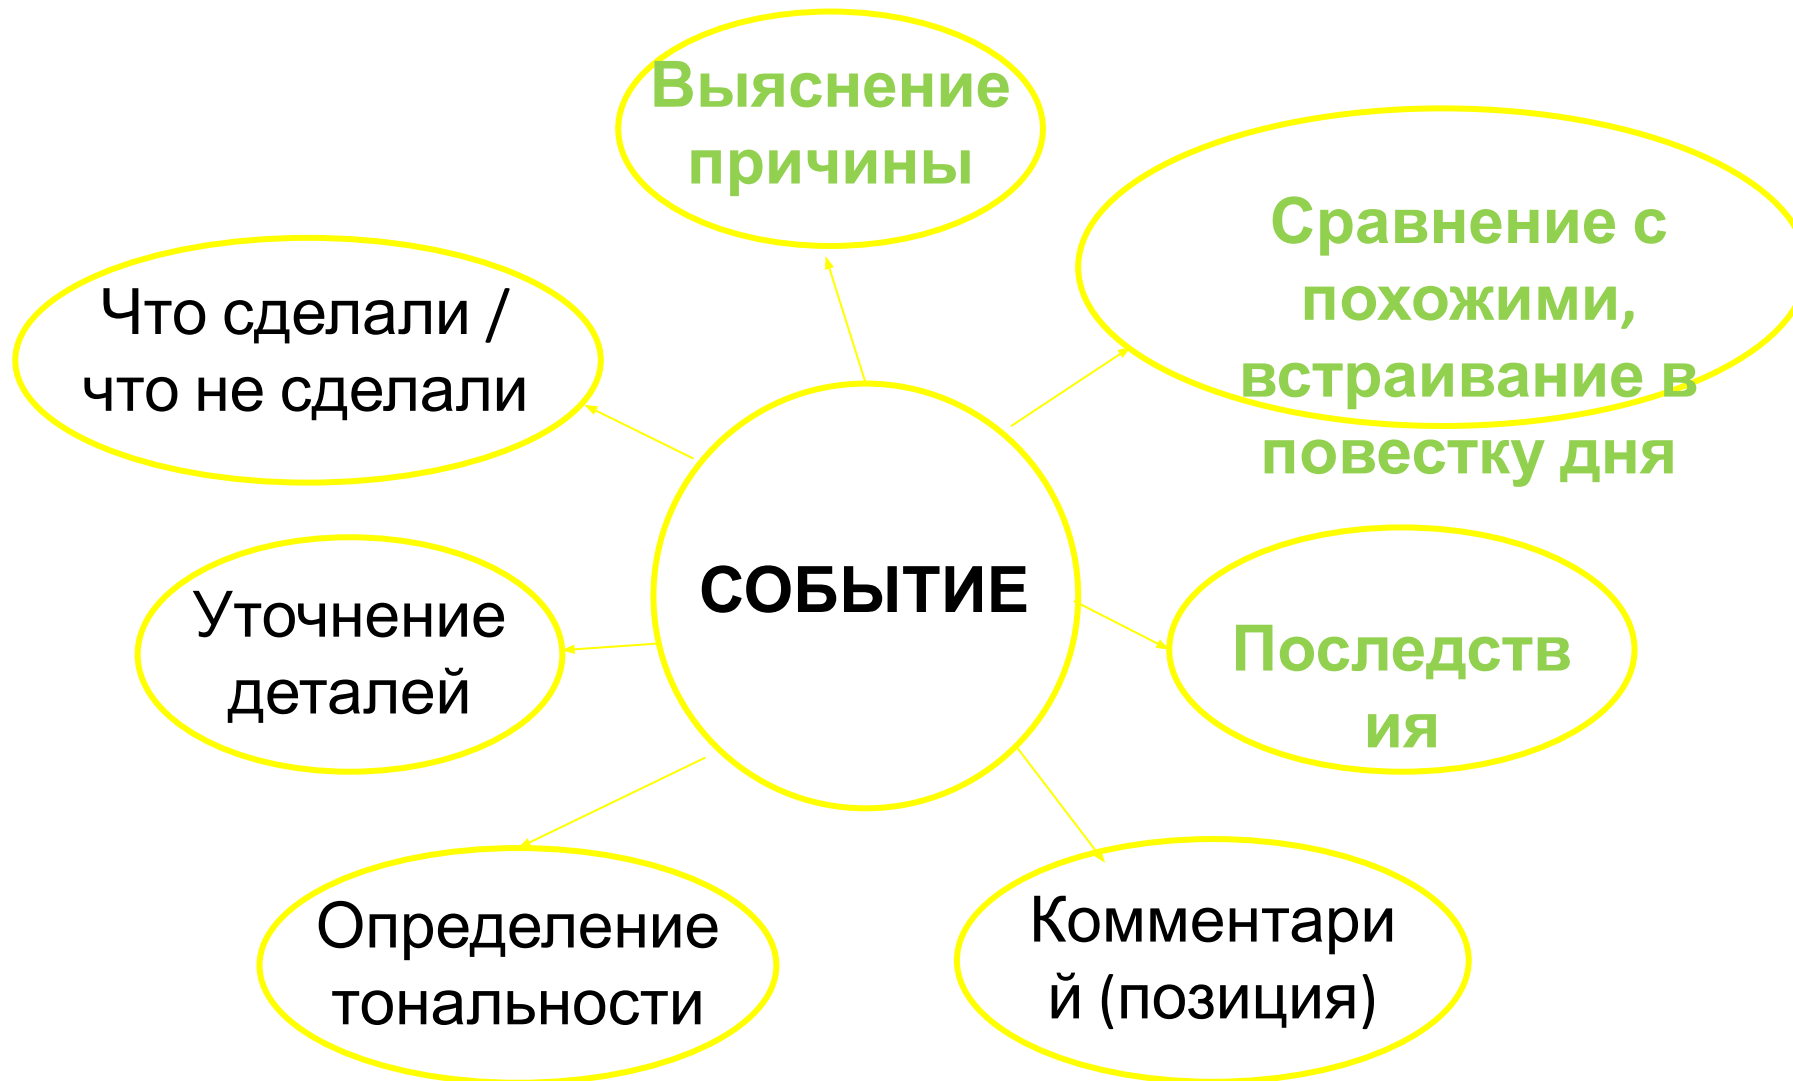 Выяснение
причины
Сравнение с
похожими,
встраивание в
повестку дня
Что сделали /
что не сделали
СОБЫТИЕ
Уточнение
деталей
Последств
ия
Определение
тональности
Комментари
й (позиция)